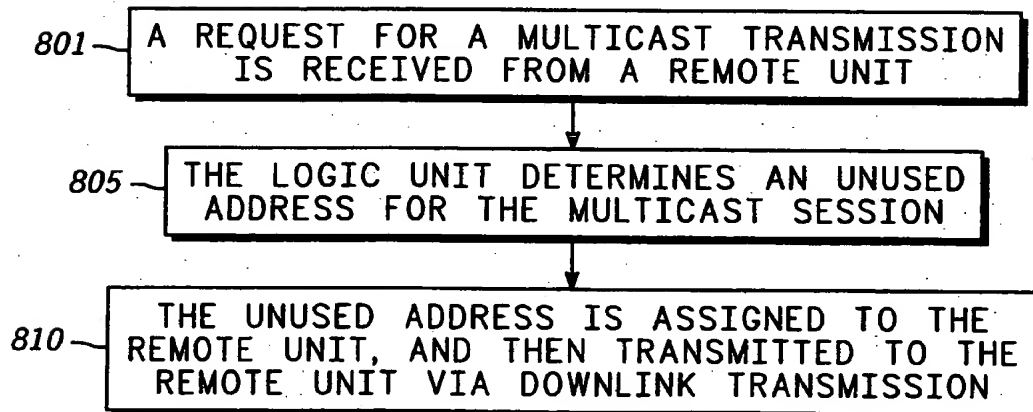 801
A REQUEST FOR A MULTICAST TRANSMISSION
IS RECEIVED FROM A REMOTE UNIT
805
THE LOGIC UNIT DETERMINES AN UNUSED
ADDRESS FOR THE MULTICAST SESSION
810
THE UNUSED ADDRESS IS ASSIGNED TO THE
REMOTE UNIT, AND THEN TRANSMITTED TO THE
REMOTE UNIT VIA DOWNLINK TRANSMISSION